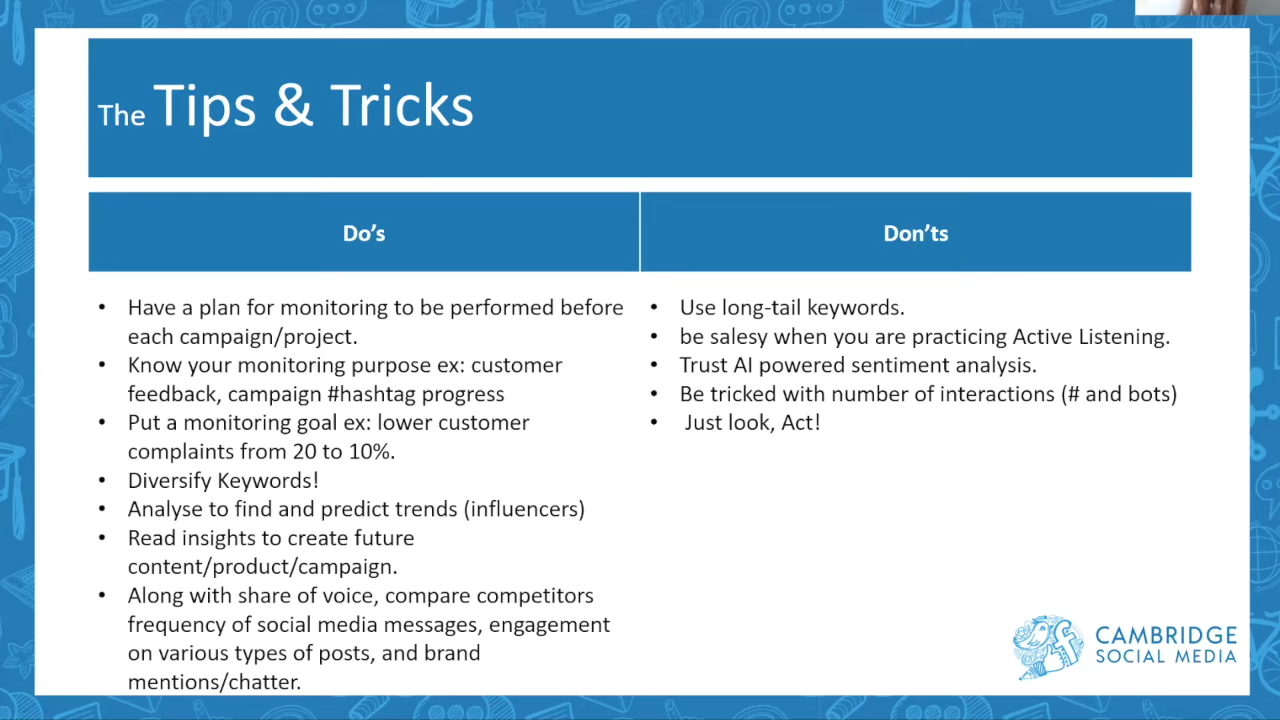 The Tips & Tricks
Do's
Don'ts
• Have a plan for monitoring to be performed before
each campaign/project.
• Know your monitoring purpose ex: customer
feedback, campaign #hashtag progress
• Put a monitoring goal ex: lower customer
complaints from 20 to 10%.
• Diversify Keywords!
• Analyse to find and predict trends (influencers)
• Read insights to create future
content/product/campaign.
• Along with share of voice, compare competitors
frequency of social media messages, engagement
on various types of posts, and brand
mentions/chatter.
• Use long-tail keywords.
• be salesy when you are practicing Active Listening.
• Trust AI powered sentiment analysis.
• Be tricked with number of interactions (# and bots)
• Just look, Act!
CAMBRIDGE
SOCIAL MEDIA